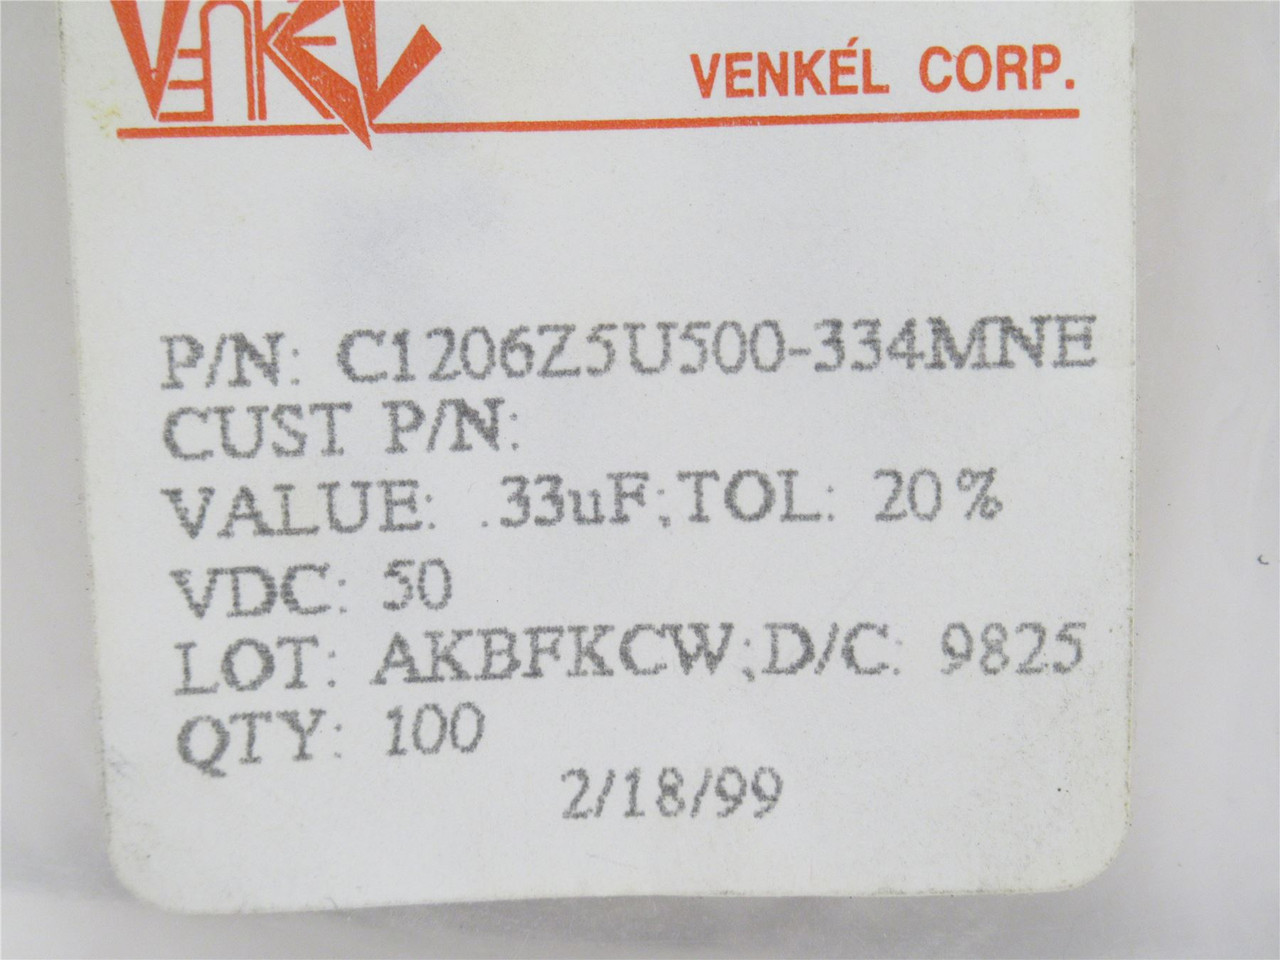 VENKÉL
VENKÉL CORP.
P/N: C1206Z5U500-334MNE
CUST P/N:
VALUE: .33uF;TOL: 20%
VDC: 50
LOT: AKBFKCW;D/C: 9825
QTY: 100
2/18/99